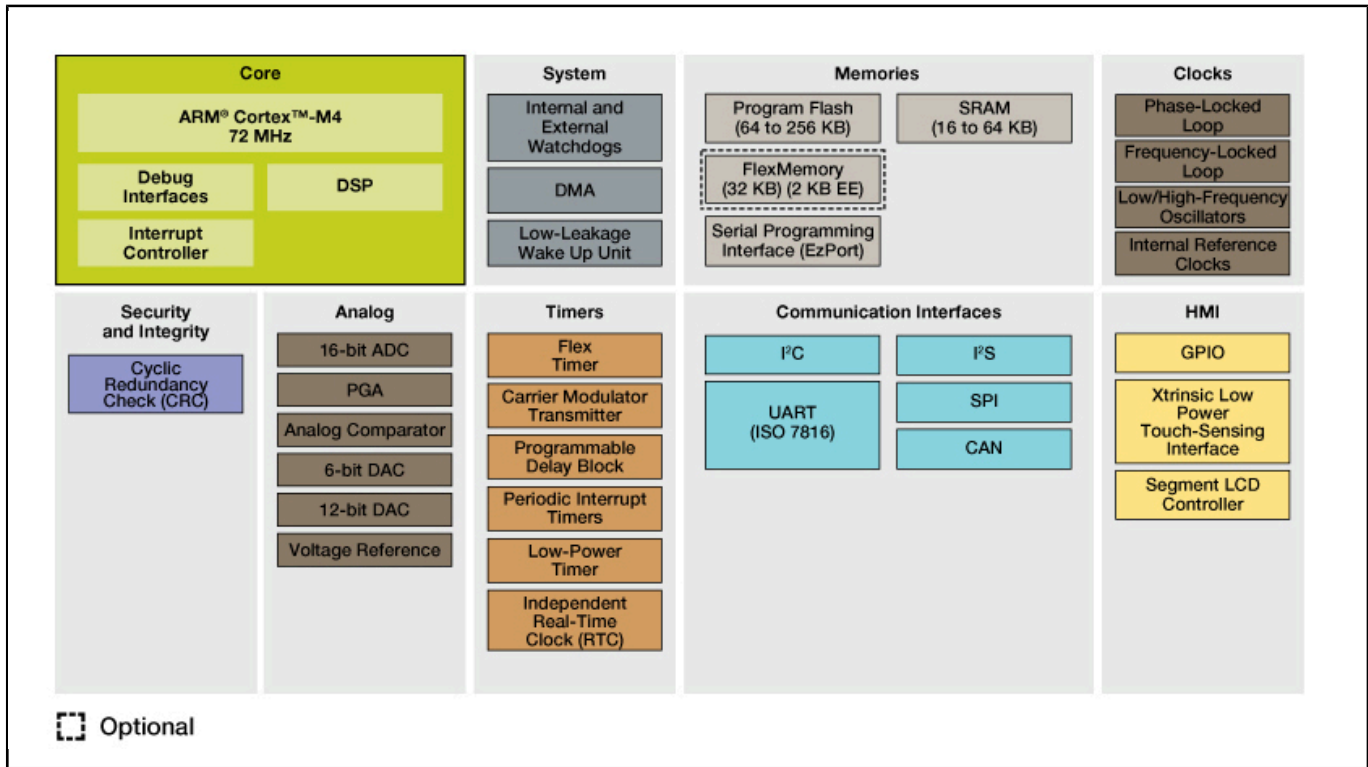 Core
ARM® Cortex™-M4
72 MHz
Debug
Interfaces
DSP
Interrupt
Controller
System
Internal and
External
Watchdogs
DMA
Low-Leakage
Wake Up Unit
Memories
Program Flash
(64 to 256 KB)
SRAM
(16 to 64 KB)
FlexMemory
(32 KB) (2 KB EE)
Serial Programming
Interface (EzPort)
Clocks
Phase-Locked
Loop
Frequency-Locked
Loop
Low/High-Frequency
Oscillators
Internal Reference
Clocks
Security
and Integrity
Cyclic
Redundancy
Check (CRC)
Analog
16-bit ADC
PGA
Analog Comparator
6-bit DAC
12-bit DAC
Voltage Reference
Timers
Flex
Timer
Carrier Modulator
Transmitter
Programmable
Delay Block
Periodic Interrupt
Timers
Low-Power
Timer
Independent
Real-Time
Clock (RTC)
Communication Interfaces
I²C
I²S
UART
(ISO 7816)
SPI
CAN
HMI
GPIO
Xtrinsic Low
Power
Touch-Sensing
Interface
Segment LCD
Controller
Optional